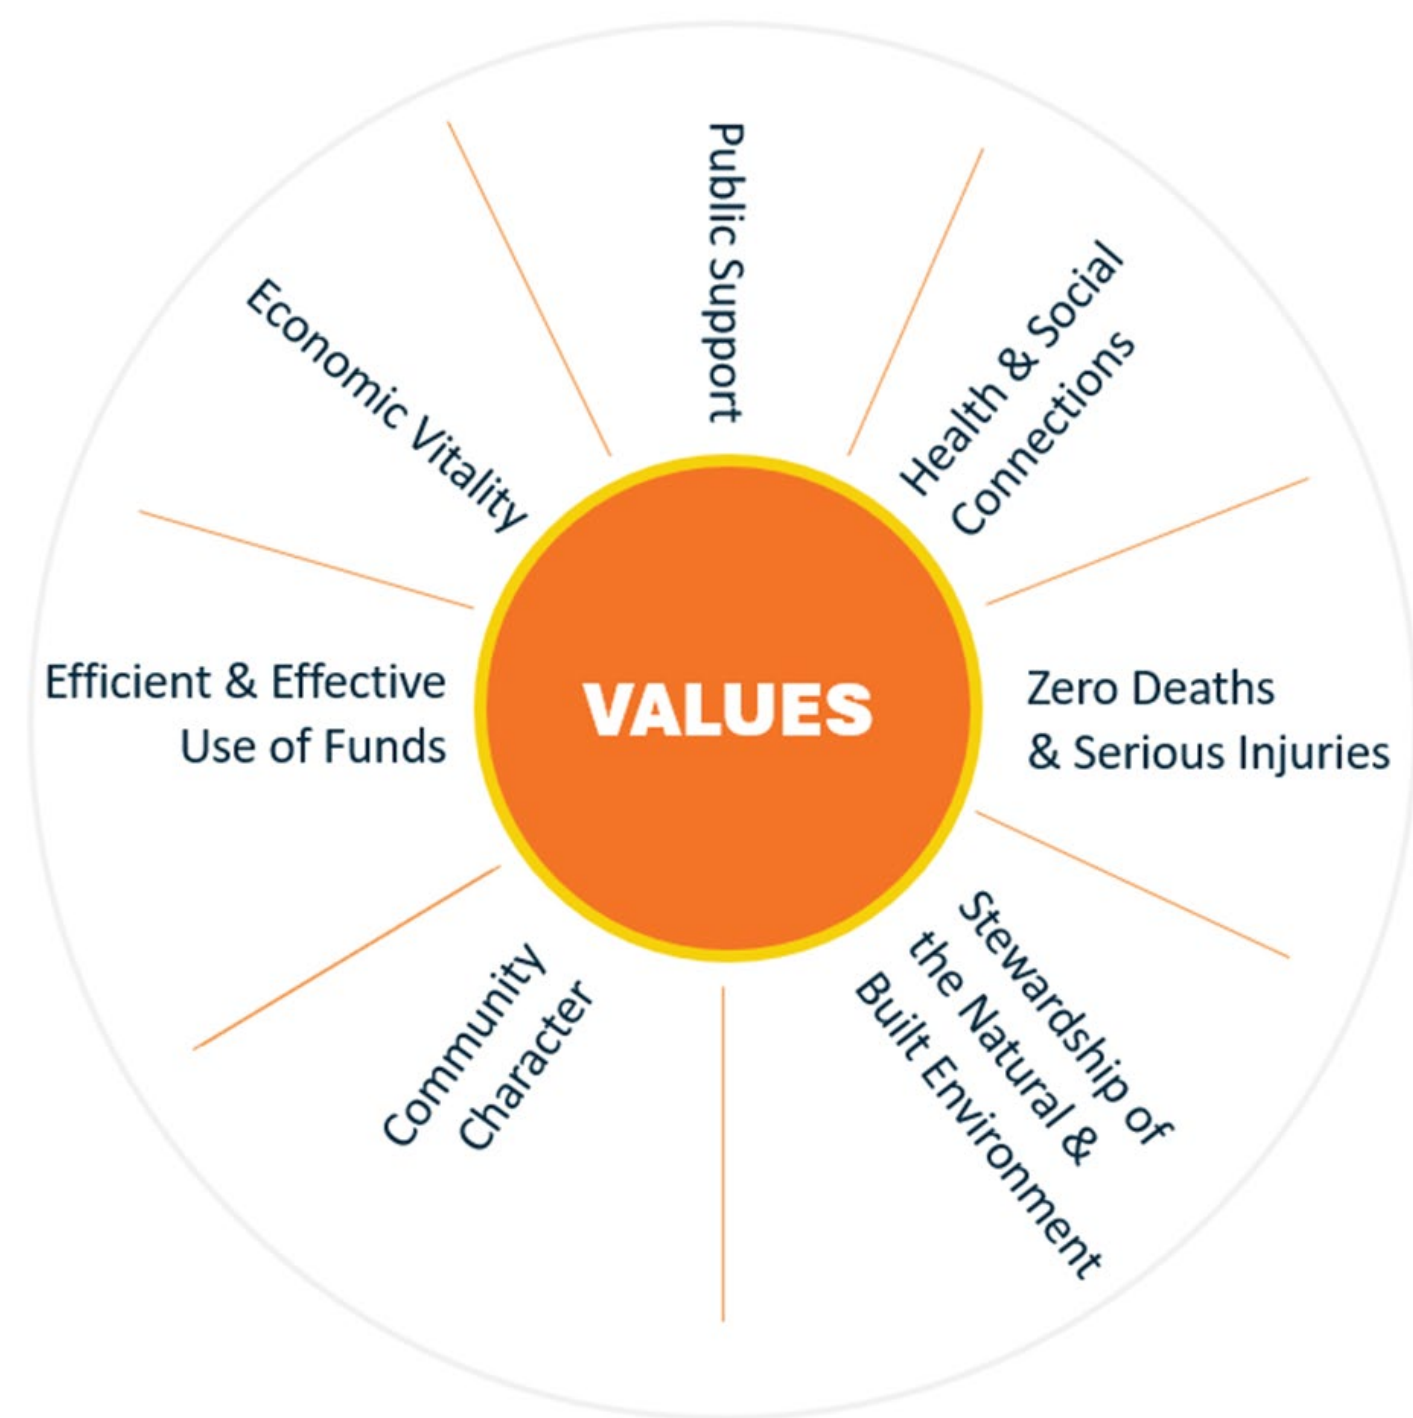 Public Support
Health & Social
Connections
Zero Deaths
& Serious Injuries
Stewardship of
the Natural &
Built Environment
Community
Character
Efficient & Effective
Use of Funds
Economic Vitality
VALUES